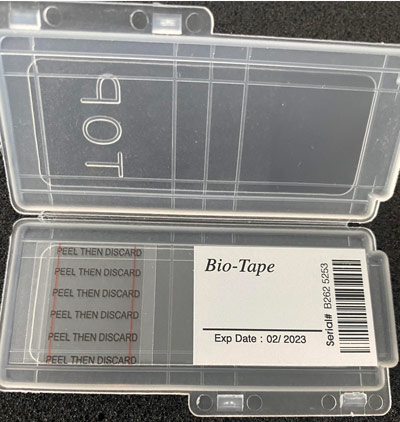 TOP
PEEL THEN DISCARD
PEEL THEN DISCARD
PEEL THEN DISCARD
PEEL THEN DISCARD
PEEL THEN DISCARD
PEEL THEN DISCARD
Bio-Tape
Exp Date : 02/ 2023
Serial# B262 5253